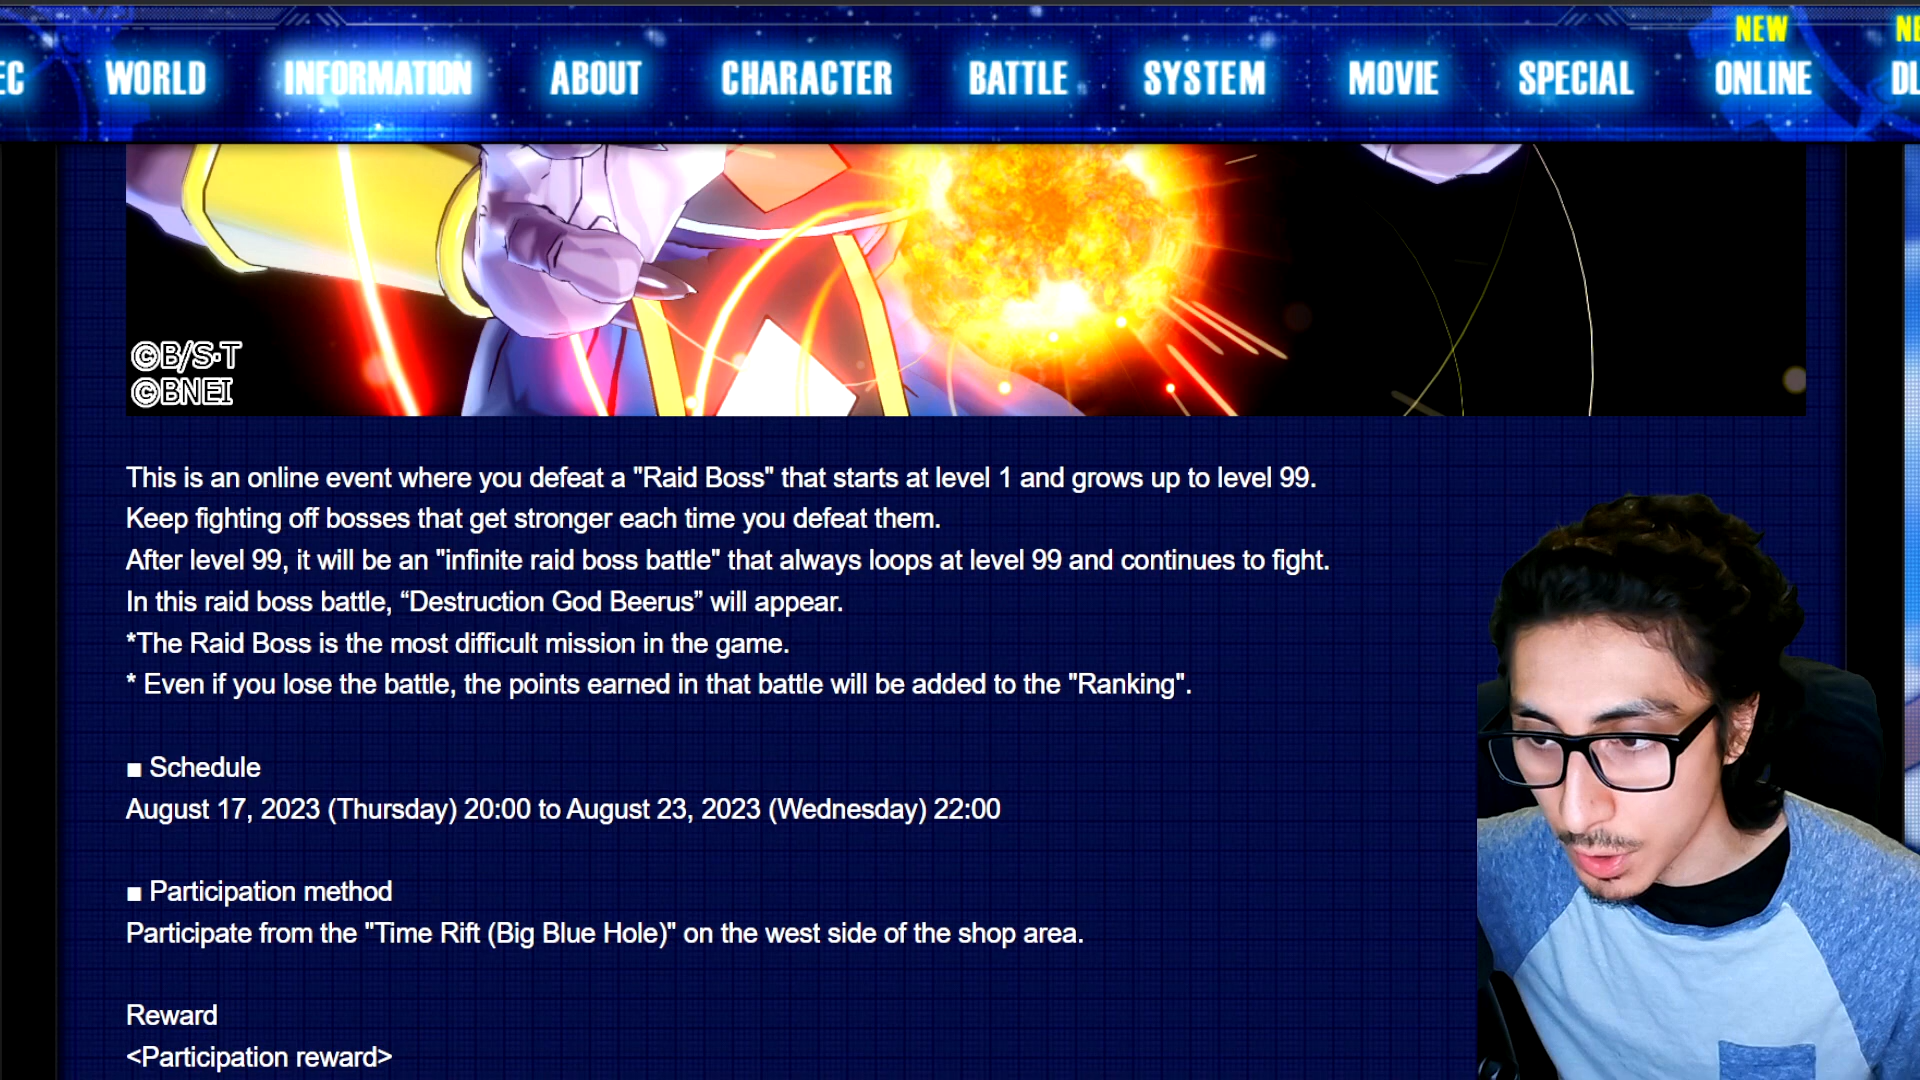 EC WORLD INFORMATION ABOUT CHARACTER BATTLE SYSTEM MOVIE SPECIAL NEW ONLINE NE DL
©B/S·T
©BNEI
This is an online event where you defeat a "Raid Boss" that starts at level 1 and grows up to level 99.
Keep fighting off bosses that get stronger each time you defeat them.
After level 99, it will be an "infinite raid boss battle" that always loops at level 99 and continues to fight.
In this raid boss battle, “Destruction God Beerus” will appear.
*The Raid Boss is the most difficult mission in the game.
* Even if you lose the battle, the points earned in that battle will be added to the "Ranking".
■ Schedule
August 17, 2023 (Thursday) 20:00 to August 23, 2023 (Wednesday) 22:00
■ Participation method
Participate from the "Time Rift (Big Blue Hole)" on the west side of the shop area.
Reward
<Participation reward>